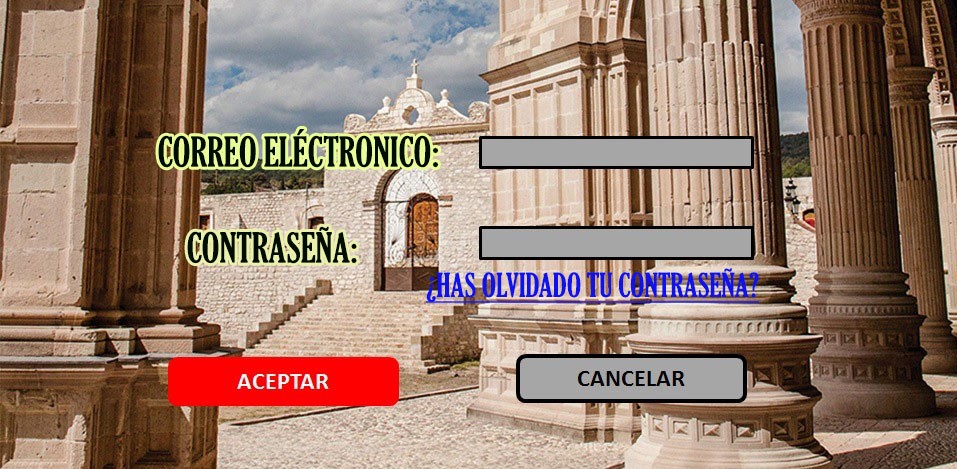 CORREO ELÉCTRONICO:
CONTRASEÑA:
¿HAS OLVIDADO TU CONTRASEÑA?
ACEPTAR
CANCELAR